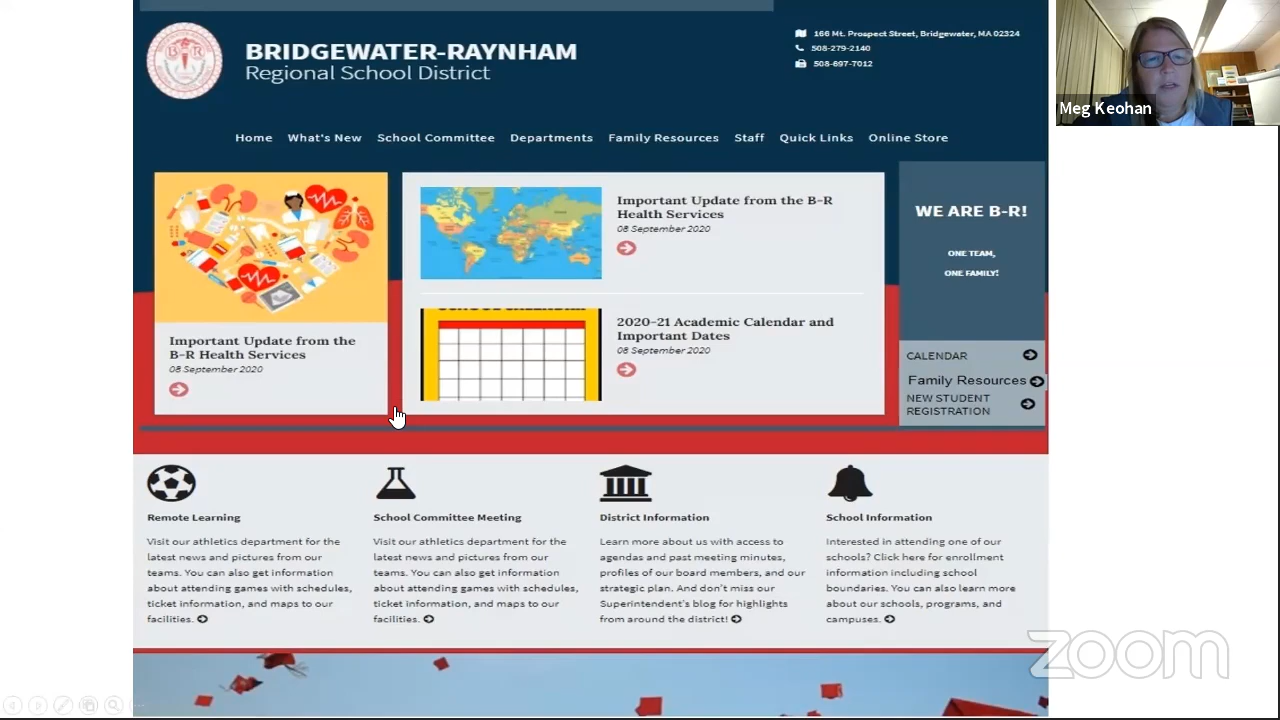 BRIDGEWATER-RAYNHAM
Regional School District
166 Mt. Prospect Street, Bridgewater, MA 02324
508-279-2140
508-697-7012
Meg Keohan
Home What's New School Committee Departments Family Resources Staff Quick Links Online Store
Important Update from the
B-R Health Services
08 September 2020
Important Update from the B-R
Health Services
08 September 2020
2020-21 Academic Calendar and
Important Dates
08 September 2020
WE ARE B-R!
ONE TEAM,
ONE FAMILY!
CALENDAR
Family Resources
NEW STUDENT
REGISTRATION
Remote Learning
Visit our athletics department for the
latest news and pictures from our
teams. You can also get information
about attending games with schedules,
ticket information, and maps to our
facilities.
School Committee Meeting
Visit our athletics department for the
latest news and pictures from our
teams. You can also get information
about attending games with schedules,
ticket information, and maps to our
facilities.
District Information
Learn more about us with access to
agendas and past meeting minutes,
profiles of our board members, and our
strategic plan. And don't miss our
Superintendent's blog for highlights
from around the district!
School Information
Interested in attending one of our
schools? Click here for enrollment
information including school
boundaries. You can also learn more
about our schools, programs, and
campuses.
zoom